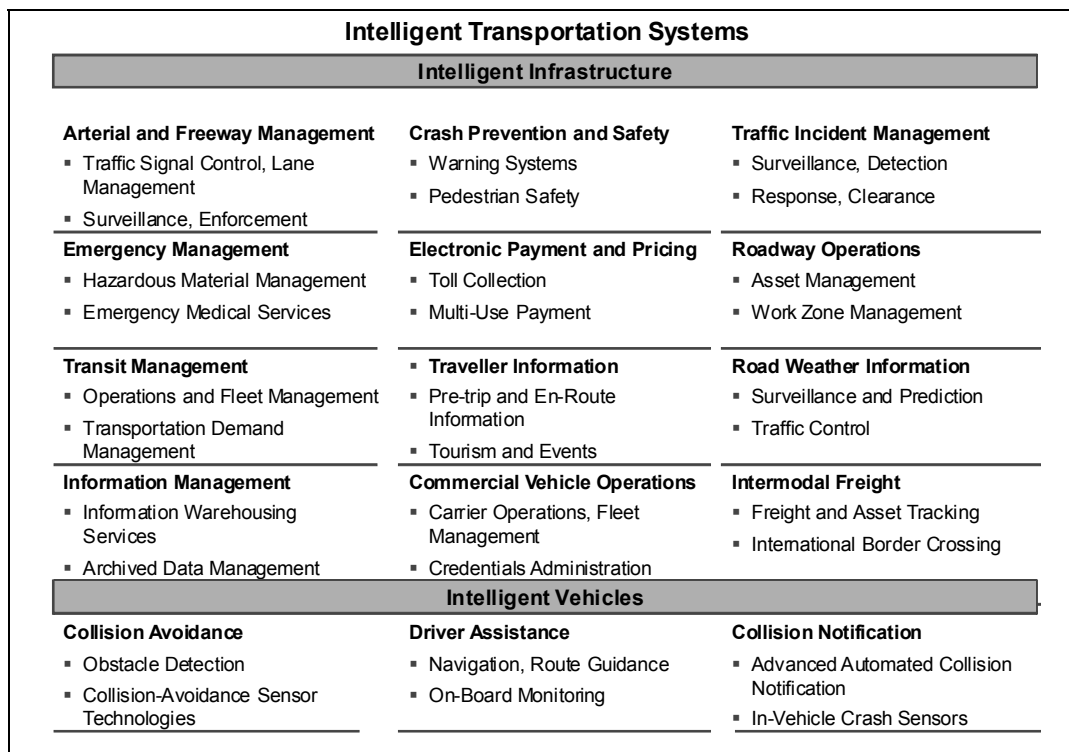 Intelligent Transportation Systems
Intelligent Infrastructure
Arterial and Freeway Management
▪ Traffic Signal Control, Lane
Management
▪ Surveillance, Enforcement
Crash Prevention and Safety
▪ Warning Systems
▪ Pedestrian Safety
Traffic Incident Management
▪ Surveillance, Detection
▪ Response, Clearance
Emergency Management
▪ Hazardous Material Management
▪ Emergency Medical Services
Electronic Payment and Pricing
▪ Toll Collection
▪ Multi-Use Payment
Roadway Operations
▪ Asset Management
▪ Work Zone Management
Transit Management
▪ Operations and Fleet Management
▪ Transportation Demand
Management
▪ Traveller Information
▪ Pre-trip and En-Route
Information
▪ Tourism and Events
Road Weather Information
▪ Surveillance and Prediction
▪ Traffic Control
Information Management
▪ Information Warehousing
Services
▪ Archived Data Management
Commercial Vehicle Operations
▪ Carrier Operations, Fleet
Management
▪ Credentials Administration
Intermodal Freight
▪ Freight and Asset Tracking
▪ International Border Crossing
Intelligent Vehicles
Collision Avoidance
▪ Obstacle Detection
▪ Collision-Avoidance Sensor
Technologies
Driver Assistance
▪ Navigation, Route Guidance
▪ On-Board Monitoring
Collision Notification
▪ Advanced Automated Collision
Notification
▪ In-Vehicle Crash Sensors